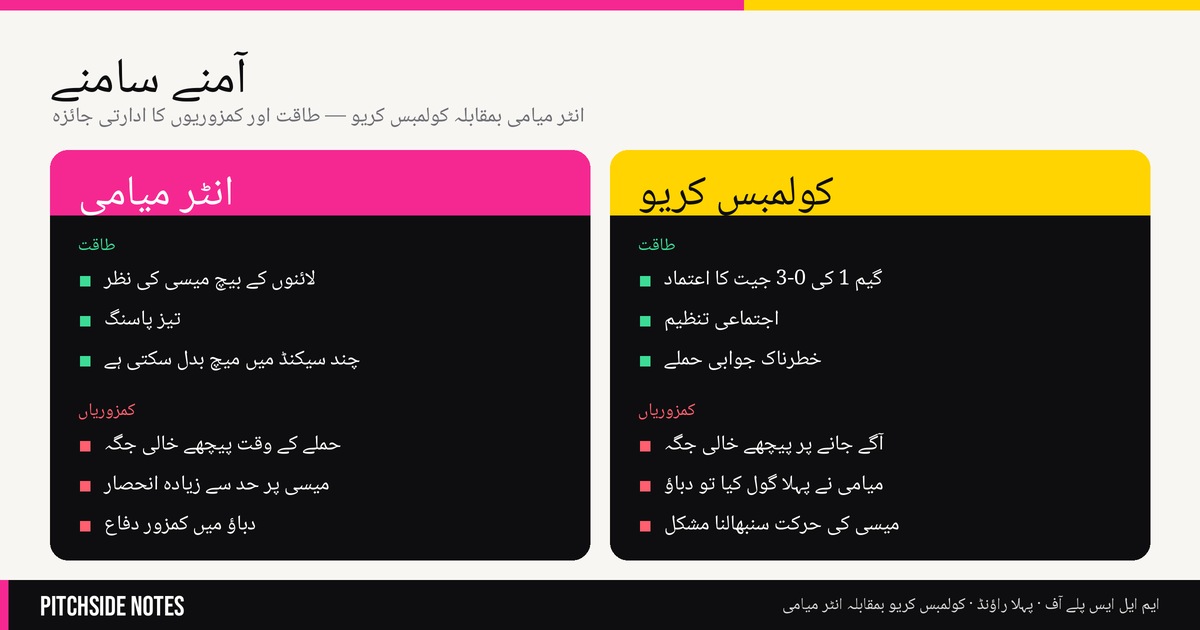 آمنے سامنے
انٹر میامی بمقابلہ کولمبس کریو — طاقت اور کمزوریوں کا ادارتی جائزہ
انٹر میامی
طاقت
لائنوں کے بیچ میسی کی نظر
تیز پاسنگ
چند سیکنڈ میں میچ بدل سکتی ہے
کمزوریاں
حملے کے وقت پیچھے خالی جگہ
میسی پر حد سے زیادہ انحصار
دباؤ میں کمزور دفاع
کولمبس کریو
طاقت
گیم 1 کی 0-3 جیت کا اعتماد
اجتماعی تنظیم
خطرناک جوابی حملے
کمزوریاں
آگے جانے پر پیچھے خالی جگہ
میامی نے پہلا گول کیا تو دباؤ
میسی کی حرکت سنبھالنا مشکل
PITCHSIDE NOTES
ایم ایل ایس پلے آف · پہلا راؤنڈ · کولمبس کریو بمقابلہ انٹر میامی